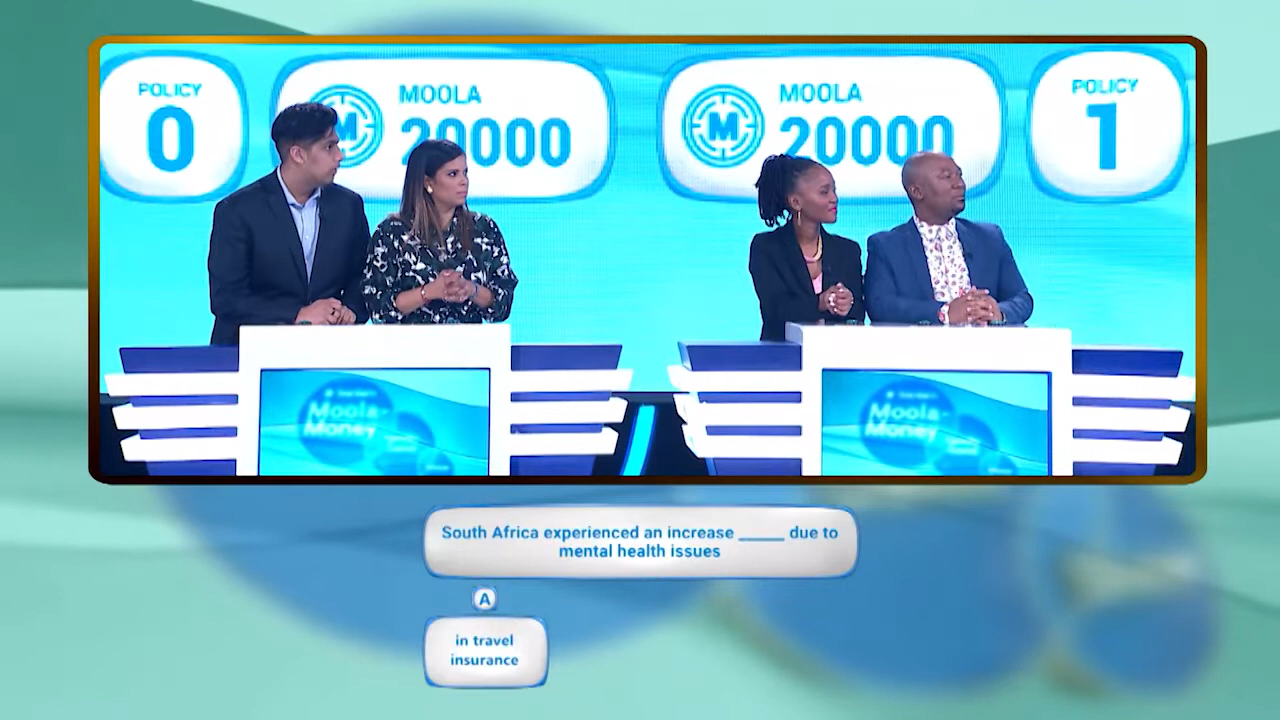 POLICY
0
M
MOOLA
20000
M
MOOLA
20000
POLICY
1
Moola-
Money
Moola-
Money
South Africa experienced an increase _____ due to
mental health issues
A
in travel
insurance